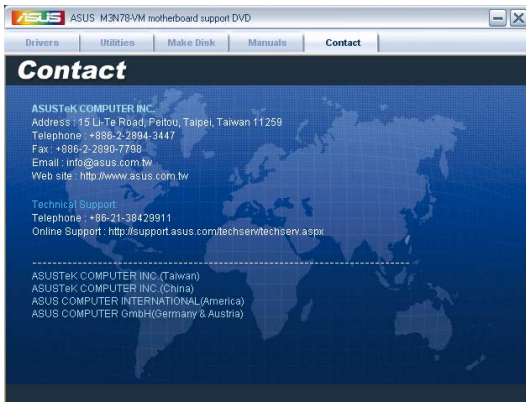 ASUS M3N78-VM motherboard support DVD
Drivers Utilities Make Disk Manuals Contact
Contact
ASUSTeK COMPUTER INC.
Address : 15 Li-Te Road, Peitou, Taipei, Taiwan 11259
Telephone : +886-2-2894-3447
Fax : +886-2-2890-7798
Email : info@asus.com.tw
Web site : http://www.asus.com.tw
Technical Support:
Telephone : +86-21-38429911
Online Support : http://support.asus.com/techserv/techserv.aspx
ASUSTeK COMPUTER INC.(Taiwan)
ASUSTeK COMPUTER INC.(China)
ASUS COMPUTER INTERNATIONAL(America)
ASUS COMPUTER GmbH(Germany & Austria)